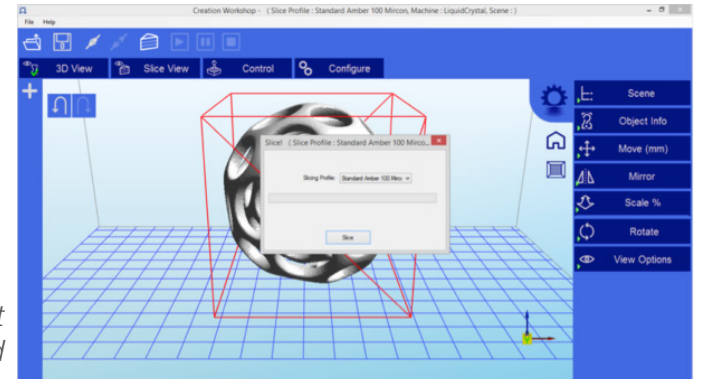 Creation Workshop - ( Slice Profile : Standard Amber 100 Mircon, Machine : LiquidCrystal, Scene : )
File Help
3D View Slice View Control Configure
Scene
Object Info
Move (mm)
Mirror
Scale %
Rotate
View Options
Slice! ( Slice Profile : Standard Amber 100 Mirco...
Slicing Profile: Standard Amber 100 Mirco
Slice